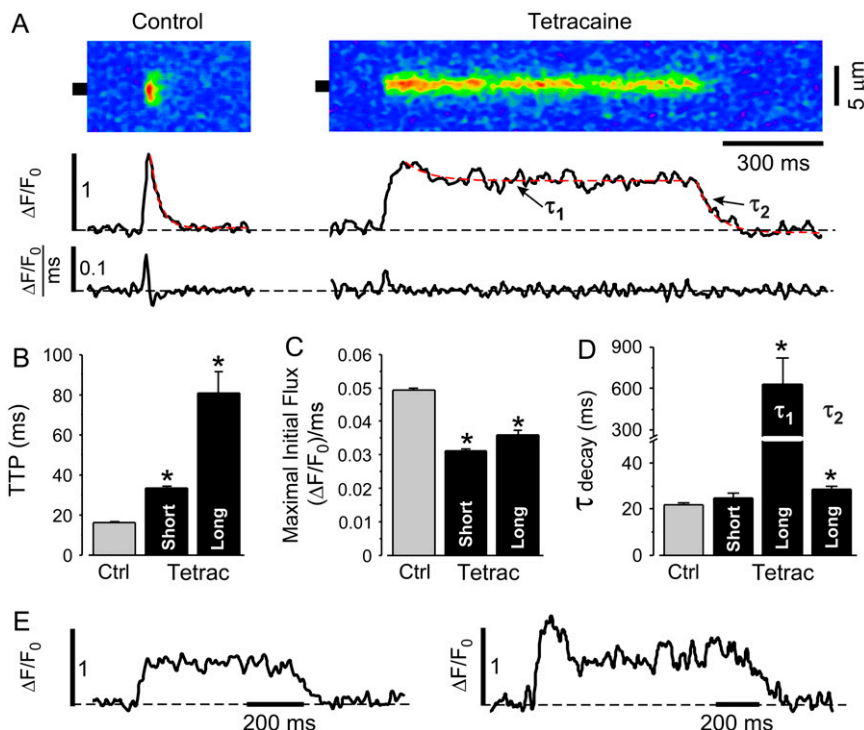 A
Control
Tetracaine
5 µm
300 ms
ΔF/F0
1
τ1
τ2
ΔF/F0
ms
0.1
B
TTP (ms)
100
80
60
40
20
0
*
*
Short
Long
Ctrl
Tetrac
C
Maximal Initial Flux
(ΔF/F0)/ms
0.06
0.05
0.04
0.03
0.02
0.01
0
*
*
Short
Long
Ctrl
Tetrac
D
τ decay (ms)
900
600
300
40
20
0
*
τ1
τ2
*
Short
Long
Ctrl
Tetrac
E
ΔF/F0
1
200 ms
ΔF/F0
1
200 ms